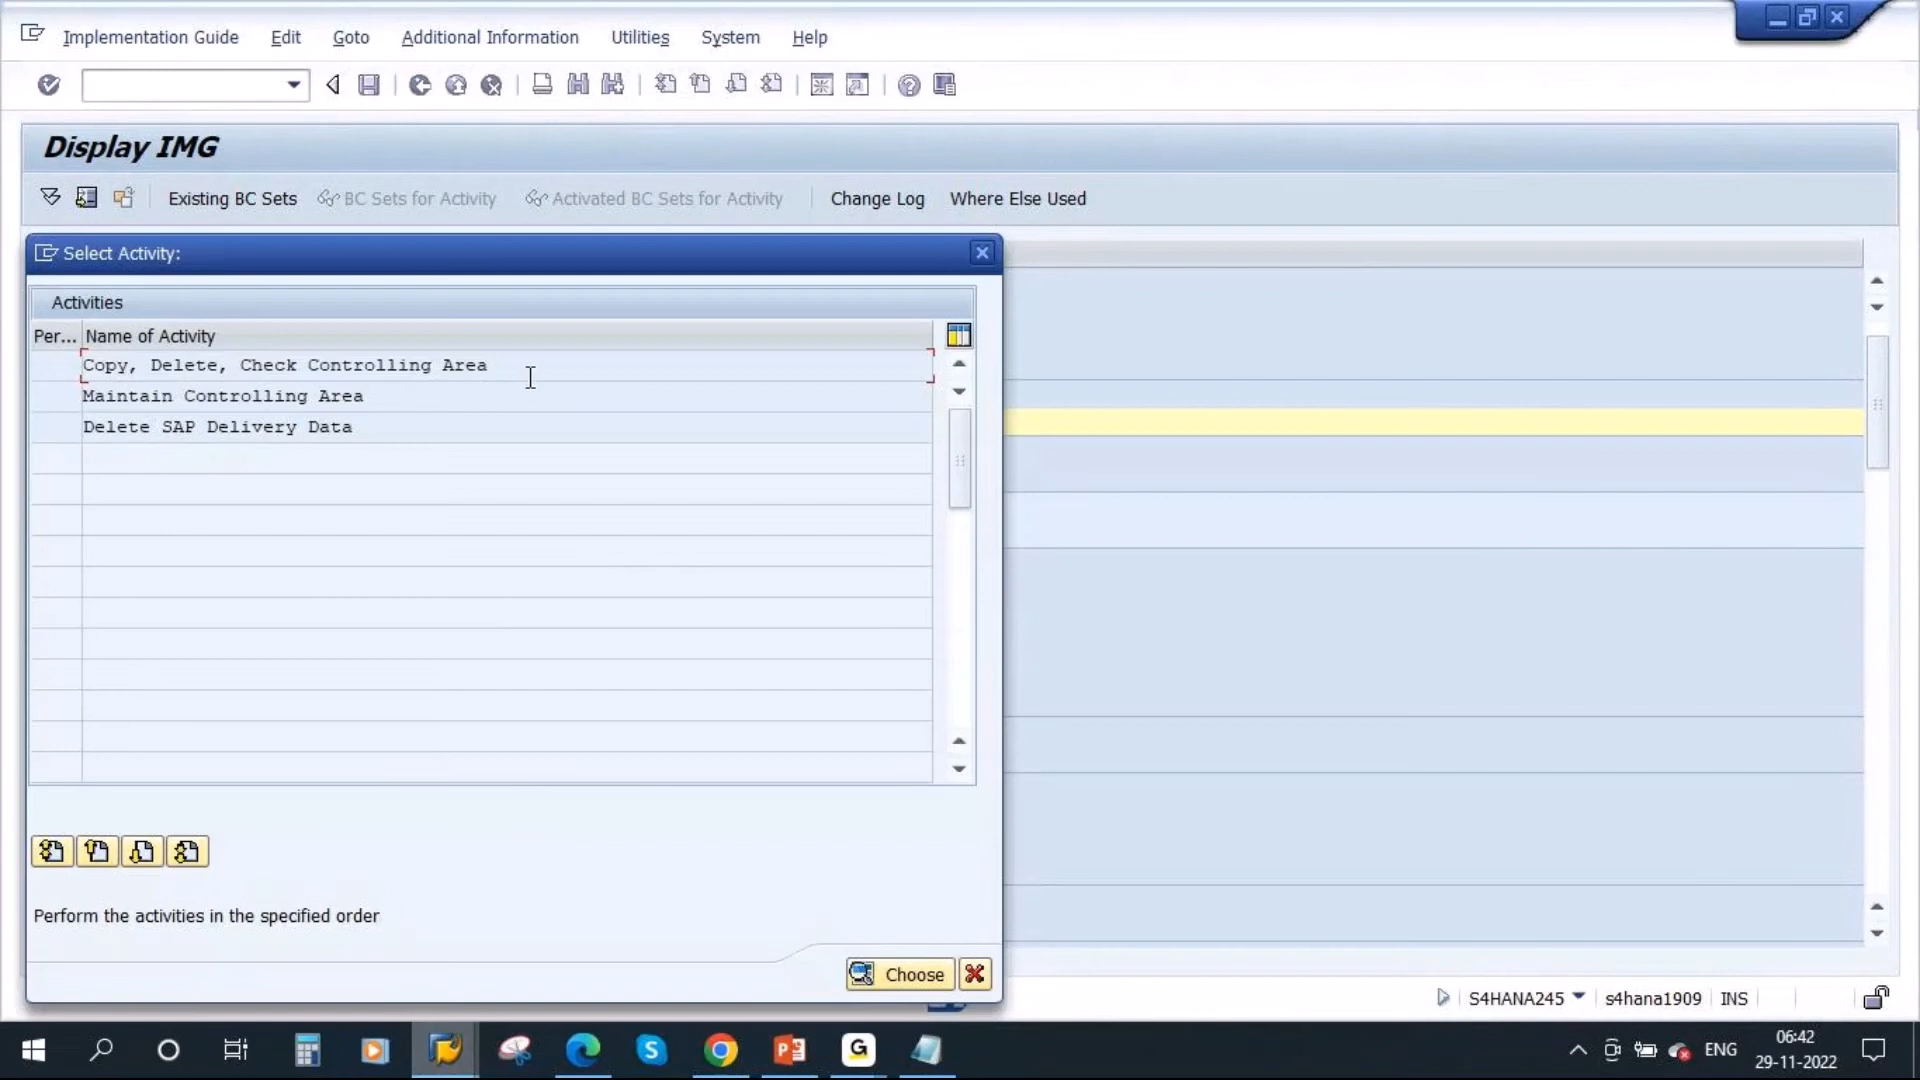 Implementation Guide Edit Goto Additional Information Utilities System Help
Display IMG
Existing BC Sets BC Sets for Activity Activated BC Sets for Activity Change Log Where Else Used
Select Activity:
Activities
Per... Name of Activity
Copy, Delete, Check Controlling Area
Maintain Controlling Area
Delete SAP Delivery Data
Perform the activities in the specified order
Choose
S4HANA245 s4hana1909 INS
ENG
06:42
29-11-2022